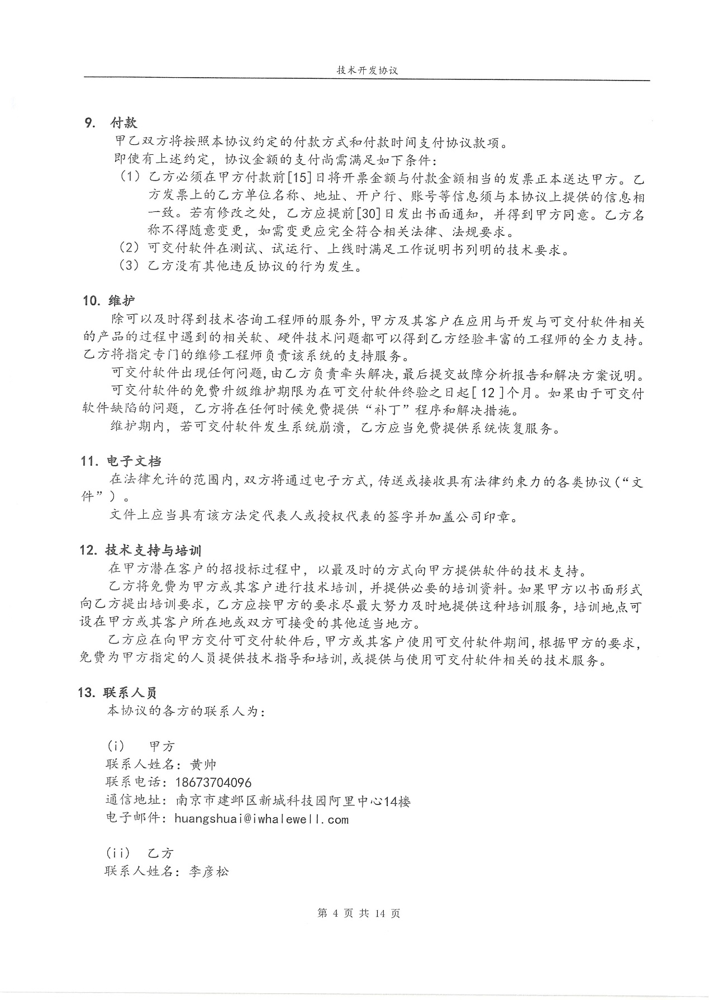 技术开发协议
9. 付款
甲乙双方将按照本协议约定的付款方式和付款时间支付协议款项。
即使有上述约定，协议金额的支付尚需满足如下条件：
（1）乙方必须在甲方付款前[15]日将开票金额与付款金额相当的发票正本送达甲方。乙
方发票上的乙方单位名称、地址、开户行、账号等信息须与本协议上提供的信息相
一致。若有修改之处，乙方应提前[30]日发出书面通知，并得到甲方同意。乙方名
称不得随意变更，如需变更应完全符合相关法律、法规要求。
（2）可交付软件在测试、试运行、上线时满足工作说明书列明的技术要求。
（3）乙方没有其他违反协议的行为发生。
10. 维护
除可以及时得到技术咨询工程师的服务外，甲方及其客户在应用与开发与可交付软件相关
的产品的过程中遇到的相关软、硬件技术问题都可以得到乙方经验丰富的工程师的全力支持。
乙方将指定专门的维修工程师负责该系统的支持服务。
可交付软件出现任何问题，由乙方负责牵头解决，最后提交故障分析报告和解决方案说明。
可交付软件的免费升级维护期限为在可交付软件终验之日起[ 12 ]个月。如果由于可交付
软件缺陷的问题，乙方将在任何时候免费提供“补丁”程序和解决措施。
维护期内，若可交付软件发生系统崩溃，乙方应当免费提供系统恢复服务。
11. 电子文档
在法律允许的范围内，双方将通过电子方式，传送或接收具有法律约束力的各类协议（“文
件”）。
文件上应当具有该方法定代表人或授权代表的签字并加盖公司印章。
12. 技术支持与培训
在甲方潜在客户的招投标过程中，以最及时的方式向甲方提供软件的技术支持。
乙方将免费为甲方或其客户进行技术培训，并提供必要的培训资料。如果甲方以书面形式
向乙方提出培训要求，乙方应按甲方的要求尽最大努力及时地提供这种培训服务，培训地点可
设在甲方或其客户所在地或双方可接受的其他适当地方。
乙方应在向甲方交付可交付软件后，甲方或其客户使用可交付软件期间，根据甲方的要求，
免费为甲方指定的人员提供技术指导和培训，或提供与使用可交付软件相关的技术服务。
13. 联系人员
本协议的各方的联系人为：
(i) 甲方
联系人姓名：黄帅
联系电话：18673704096
通信地址：南京市建邺区新城科技园阿里中心14楼
电子邮件：huangshuai@iwhalewell.com
(ii) 乙方
联系人姓名：李彦松
第 4 页 共 14 页